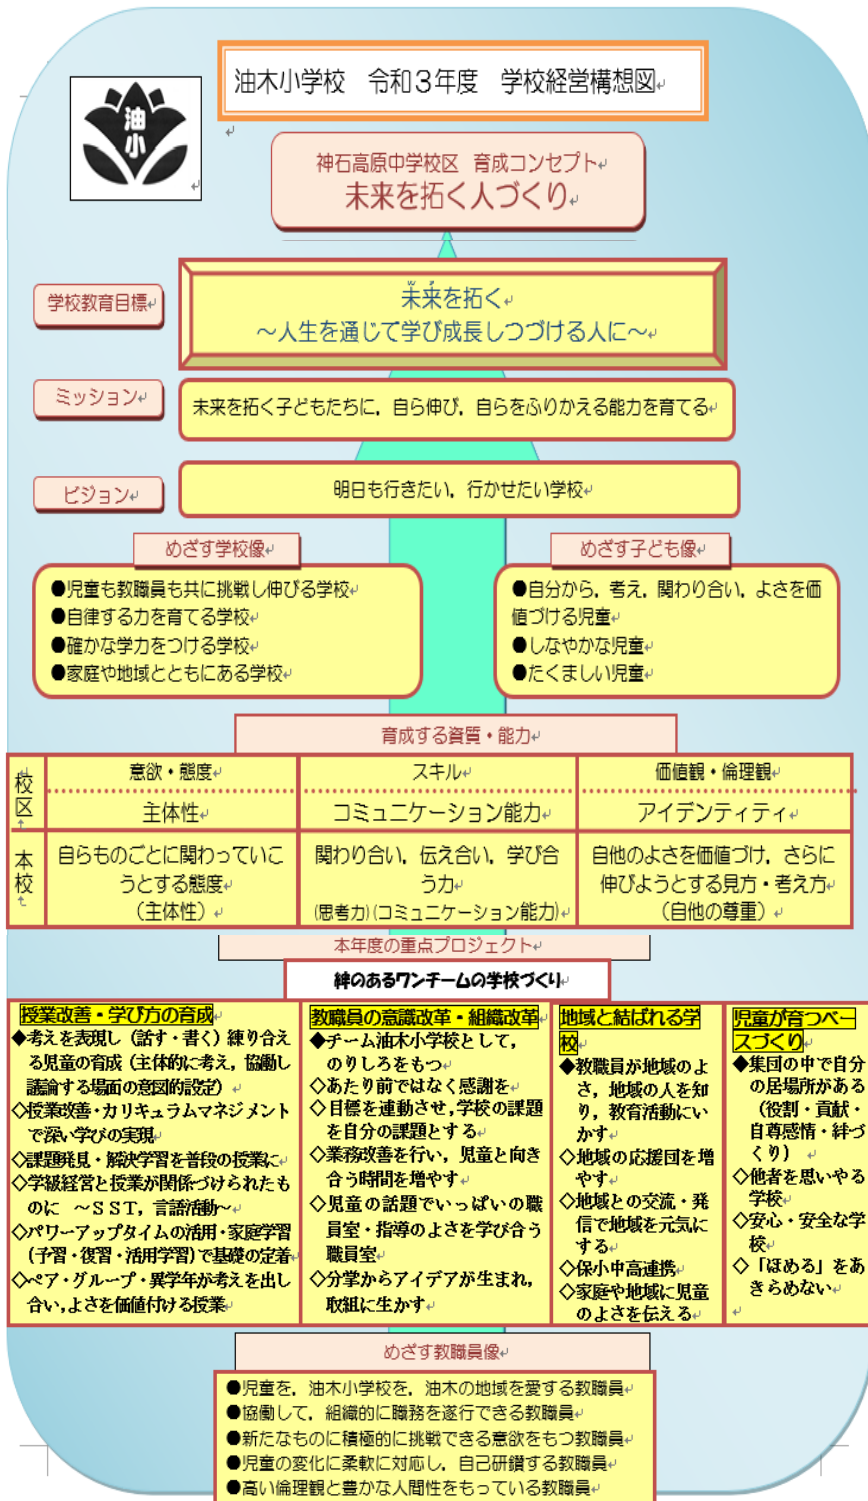 油木小学校　令和３年度　学校経営構想図
油
小
神石高原中学校区 育成コンセプト
未来を拓く人づくり
学校教育目標
未来を拓く
～人生を通じて学び成長しつづける人に～
ミッション
未来を拓く子どもたちに，自ら伸び，自らをふりかえる能力を育てる
ビジョン
明日も行きたい，行かせたい学校
めざす学校像
●児童も教職員も共に挑戦し伸びる学校
●自律する力を育てる学校
●確かな学力をつける学校
●家庭や地域とともにある学校
めざす子ども像
●自分から，考え，関わり合い，よさを価
値づける児童
●しなやかな児童
●たくましい児童
育成する資質・能力
校区
意欲・態度
スキル
価値観・倫理観
主体性
コミュニケーション能力
アイデンティティ
本校
自らものごとに関わっていこ
うとする態度
（主体性）
関わり合い，伝え合い，学び合
う力
(思考力)(コミュニケーション能力)
自他のよさを価値づけ，さらに
伸びようとする見方・考え方
（自他の尊重）
本年度の重点プロジェクト
絆のあるワンチームの学校づくり
授業改善・学び方の育成
◆考えを表現し（話す・書く）練り合え
る児童の育成（主体的に考え，協働し
議論する場面の意図的設定）
◇授業改善・カリキュラムマネジメント
で深い学びの実現
◇課題発見・解決学習を普段の授業に
◇学級経営と授業が関係づけられたも
のに　～ＳＳＴ，言語活動～
◇パワーアップタイムの活用・家庭学習
（予習・復習・活用学習）で基礎の定着
◇ペア・グループ・異学年が考えを出し
合い，よさを価値付ける授業
教職員の意識改革・組織改革
◆チーム油木小学校として，
のりしろをもつ
◇あたり前ではなく感謝を
◇目標を連動させ，学校の課題
を自分の課題とする
◇業務改善を行い，児童と向き
合う時間を増やす
◇児童の話題でいっぱいの職
員室・指導のよさを学び合う
職員室
◇分掌からアイデアが生まれ，
取組に生かす
地域と結ばれる学
校
◆教職員が地域のよ
さ，地域の人を知
り，教育活動にい
かす
◇地域の応援団を増
やす
◇地域との交流・発
信で地域を元気に
する
◇保小中高連携
◇家庭や地域に児童
のよさを伝える
児童が育つベー
スづくり
◆集団の中で自分
の居場所がある
（役割・貢献・
自尊感情・絆づ
くり）
◇他者を思いやる
学校
◇安心・安全な学
校
◇「ほめる」をあ
きらめない
めざす教職員像
●児童を，油木小学校を，油木の地域を愛する教職員
●協働して，組織的に職務を遂行できる教職員
●新たなものに積極的に挑戦できる意欲をもつ教職員
●児童の変化に柔軟に対応し，自己研鑽する教職員
●高い倫理観と豊かな人間性をもっている教職員